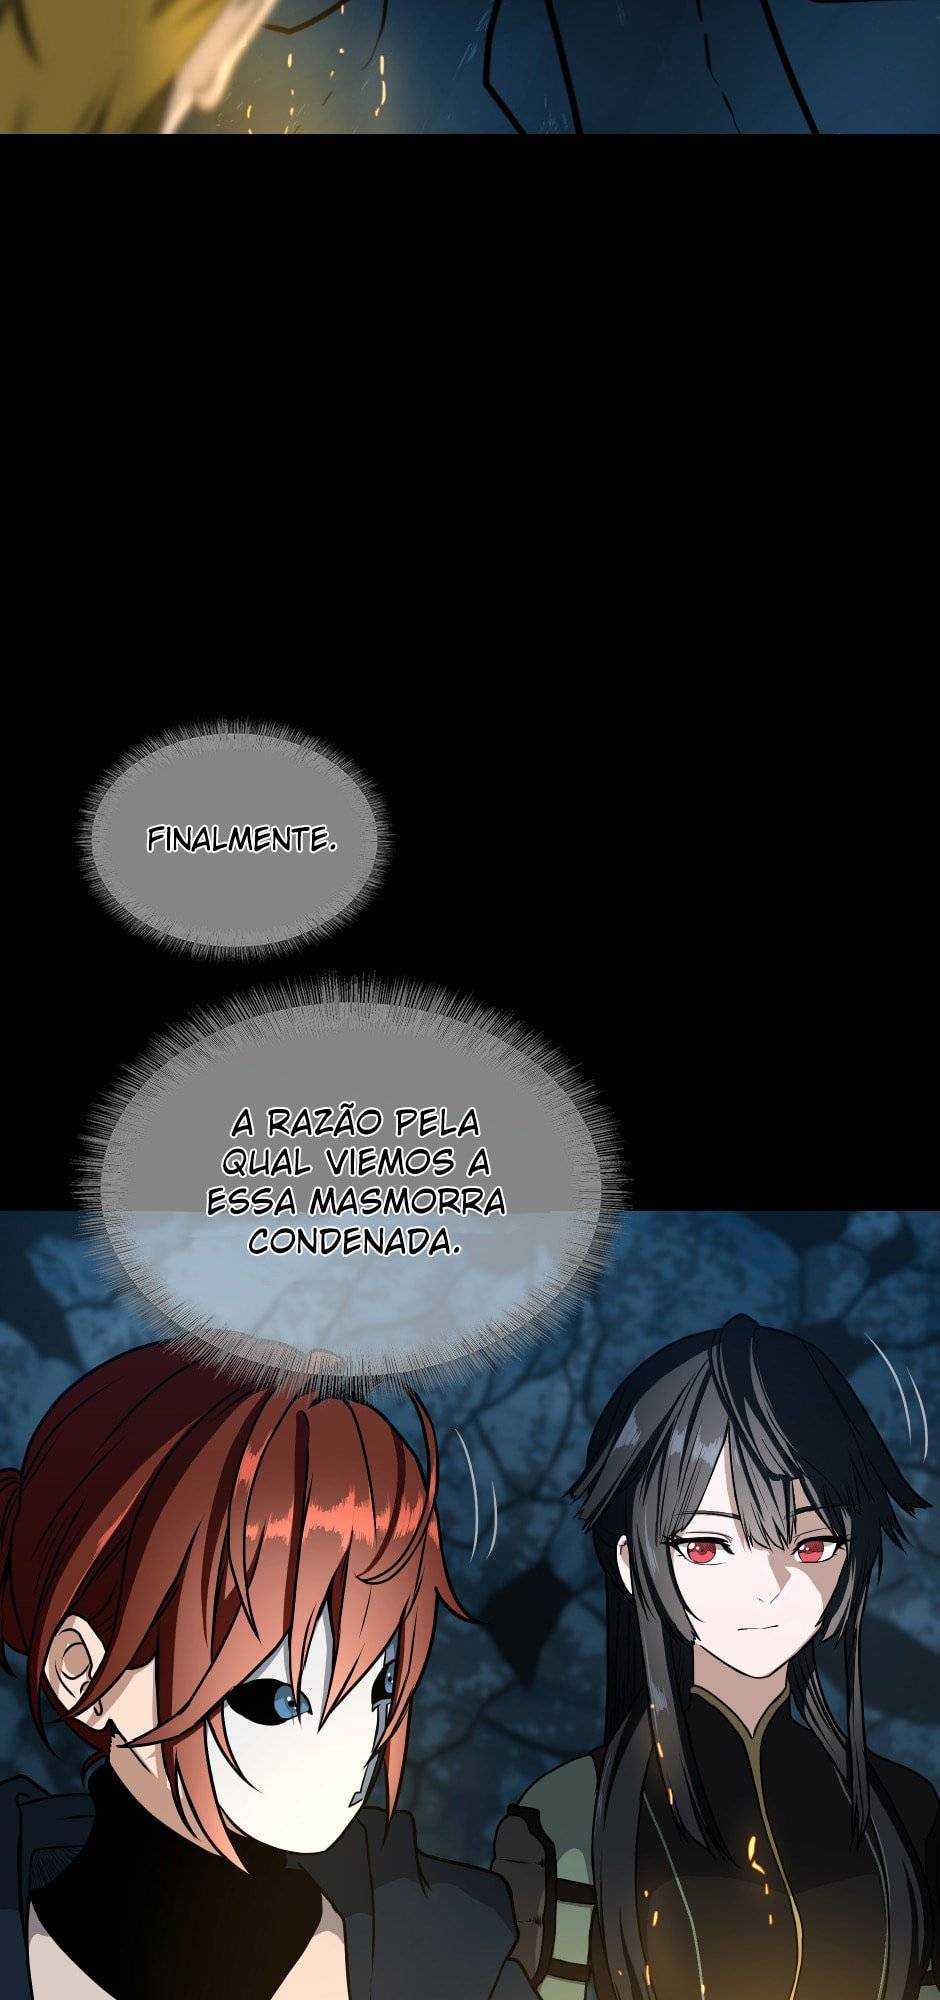 FINALMENTE.
A RAZÃO PELA
QUAL VIEMOS A
ESSA MASMORRA
CONDENADA.